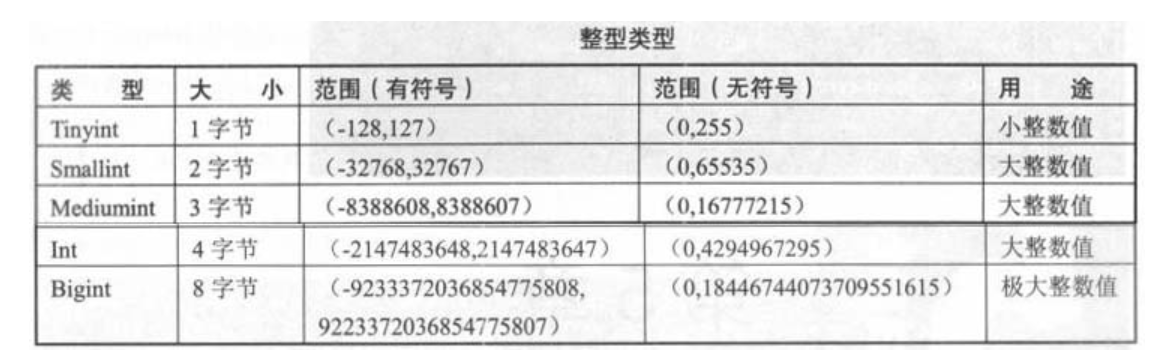 整型类型
类 型 大 小 范围（有符号） 范围（无符号） 用 途
Tinyint 1 字节 （-128,127） （0,255） 小整数值
Smallint 2 字节 （-32768,32767） （0,65535） 大整数值
Mediumint 3 字节 （-8388608,8388607） （0,16777215） 大整数值
Int 4 字节 （-2147483648,2147483647） （0,4294967295） 大整数值
Bigint 8 字节 （-9233372036854775808, （0,18446744073709551615） 极大整数值
9223372036854775807）